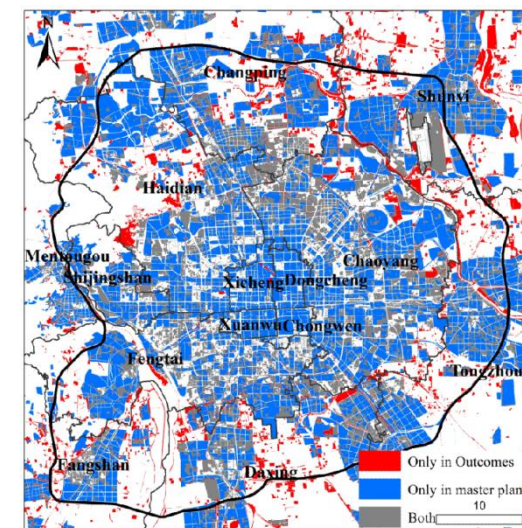 N
Changping
Shunyi
Haidian
Mentougou
Shijingshan
Chaoyang
Xicheng
Dongcheng
Xuanwu
Chongwen
Fengtai
Tongzhou
Fangshan
Daxing
Only in Outcomes
Only in master plan
Both
10